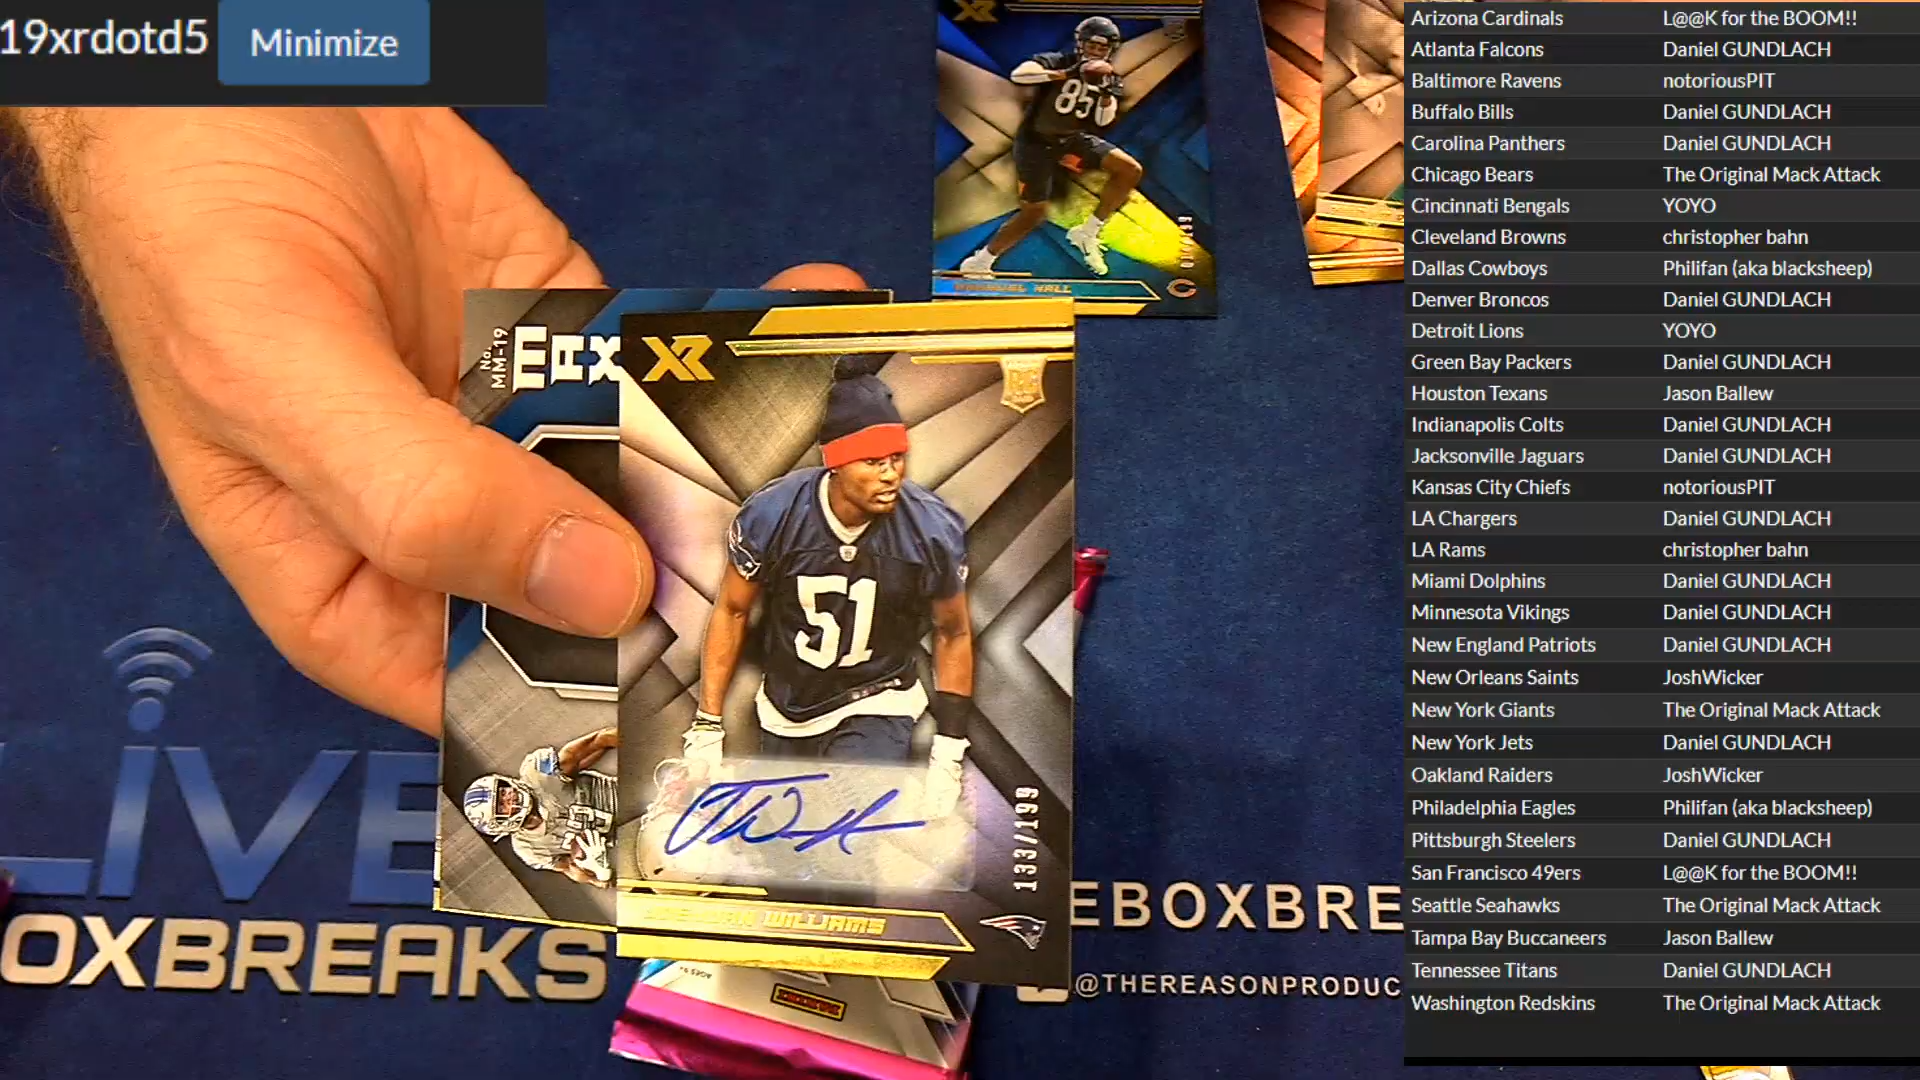 19xrdotd5
Minimize
XR
85
HALL
No. MM-19
XR
51
133/199
WILLIAMS
LIVE
OXBREAKS
EBOXBRE
@THEREASONPRODUC
Arizona Cardinals L@@K for the BOOM!!
Atlanta Falcons Daniel GUNDLACH
Baltimore Ravens notoriousPIT
Buffalo Bills Daniel GUNDLACH
Carolina Panthers Daniel GUNDLACH
Chicago Bears The Original Mack Attack
Cincinnati Bengals YOYO
Cleveland Browns christopher bahn
Dallas Cowboys Philifan (aka blacksheep)
Denver Broncos Daniel GUNDLACH
Detroit Lions YOYO
Green Bay Packers Daniel GUNDLACH
Houston Texans Jason Ballew
Indianapolis Colts Daniel GUNDLACH
Jacksonville Jaguars Daniel GUNDLACH
Kansas City Chiefs notoriousPIT
LA Chargers Daniel GUNDLACH
LA Rams christopher bahn
Miami Dolphins Daniel GUNDLACH
Minnesota Vikings Daniel GUNDLACH
New England Patriots Daniel GUNDLACH
New Orleans Saints JoshWicker
New York Giants The Original Mack Attack
New York Jets Daniel GUNDLACH
Oakland Raiders JoshWicker
Philadelphia Eagles Philifan (aka blacksheep)
Pittsburgh Steelers Daniel GUNDLACH
San Francisco 49ers L@@K for the BOOM!!
Seattle Seahawks The Original Mack Attack
Tampa Bay Buccaneers Jason Ballew
Tennessee Titans Daniel GUNDLACH
Washington Redskins The Original Mack Attack